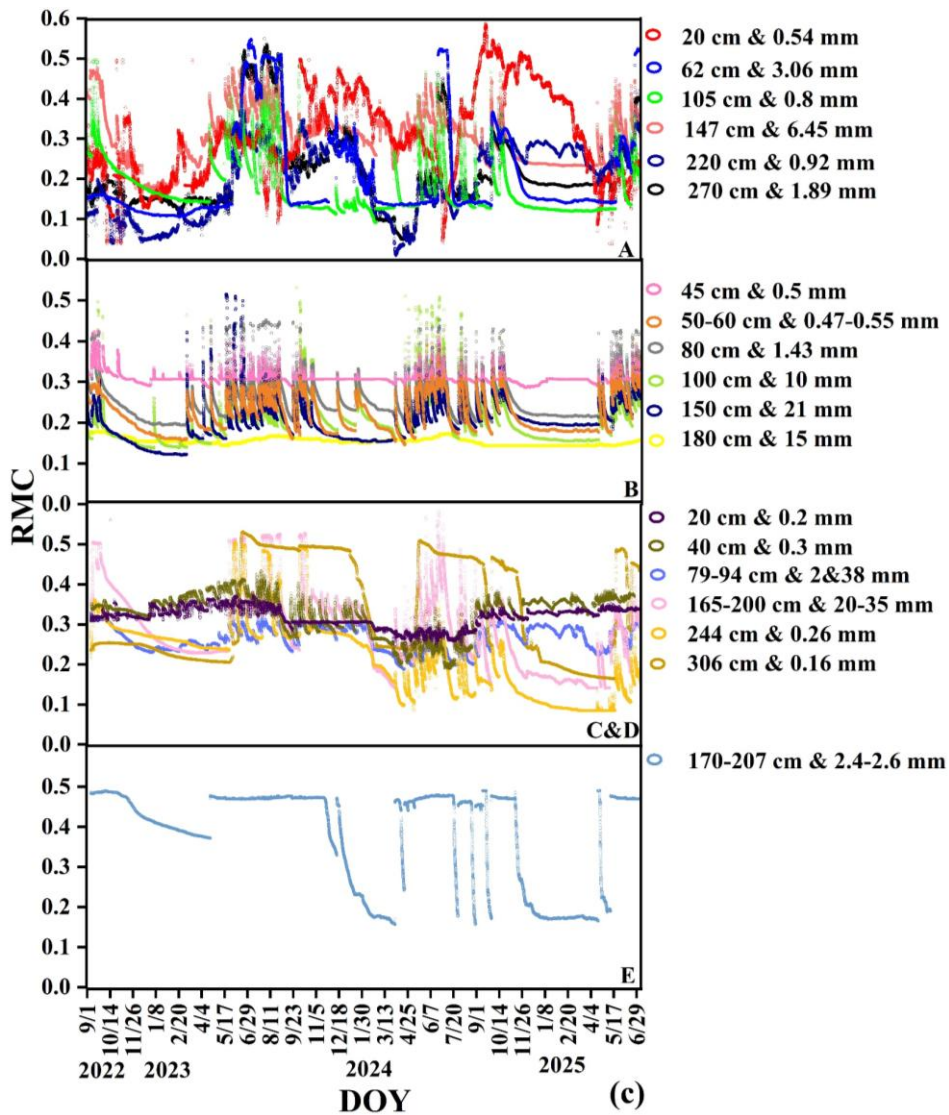 0.6
0.5
0.4
0.3
0.2
0.1
0.0
A
20 cm & 0.54 mm
62 cm & 3.06 mm
105 cm & 0.8 mm
147 cm & 6.45 mm
220 cm & 0.92 mm
270 cm & 1.89 mm
0.5
0.4
0.3
0.2
0.1
0.0
B
45 cm & 0.5 mm
50-60 cm & 0.47-0.55 mm
80 cm & 1.43 mm
100 cm & 10 mm
150 cm & 21 mm
180 cm & 15 mm
RMC
0.5
0.4
0.3
0.2
0.1
0.0
C&D
20 cm & 0.2 mm
40 cm & 0.3 mm
79-94 cm & 2&38 mm
165-200 cm & 20-35 mm
244 cm & 0.26 mm
306 cm & 0.16 mm
0.5
0.4
0.3
0.2
0.1
0.0
E
170-207 cm & 2.4-2.6 mm
9/1
10/14
11/26
1/8
2/20
4/4
5/17
6/29
8/11
9/23
11/5
12/18
1/30
3/13
4/25
6/7
7/20
9/1
10/14
11/26
1/8
2/20
4/4
5/17
6/29
2022 2023 2024 2025
DOY
(c)